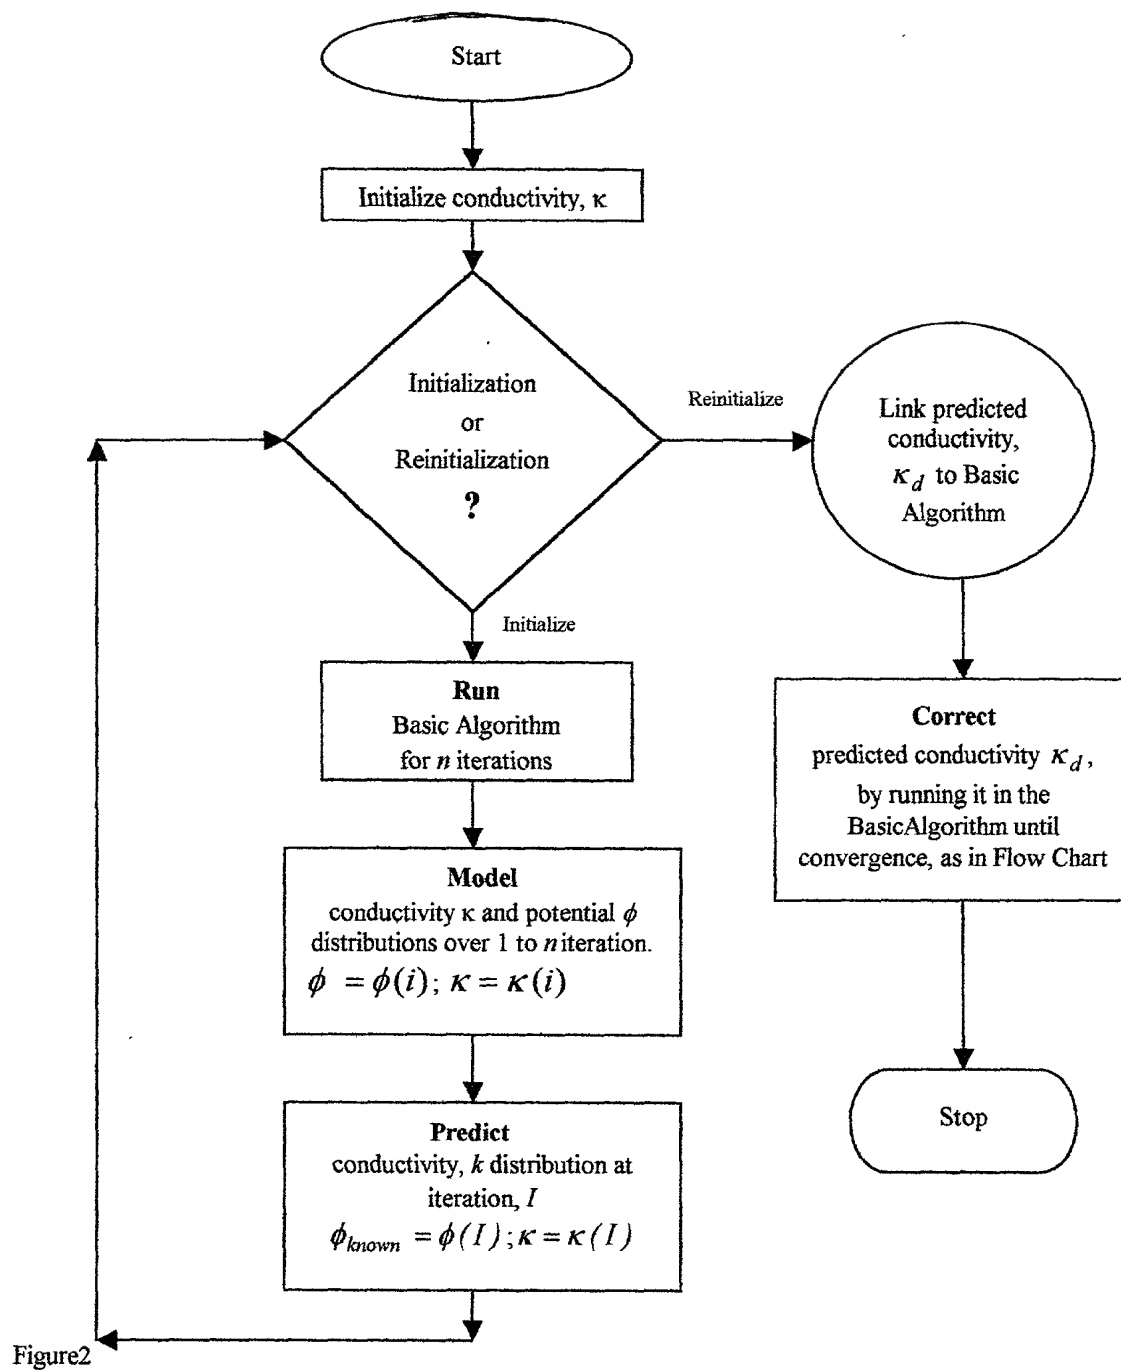 Start
Initialize conductivity, κ
Initialization
or
Reinitialization
?
Reinitialize
Link predicted
conductivity,
κ_d to Basic
Algorithm
Initialize
Run
Basic Algorithm
for n iterations
Correct
predicted conductivity κ_d,
by running it in the
BasicAlgorithm until
convergence, as in Flow Chart
Model
conductivity κ and potential ϕ
distributions over 1 to n iteration.
ϕ = ϕ(i); κ = κ(i)
Predict
conductivity, k distribution at
iteration, I
ϕ_known = ϕ(I); κ = κ(I)
Stop
Figure2